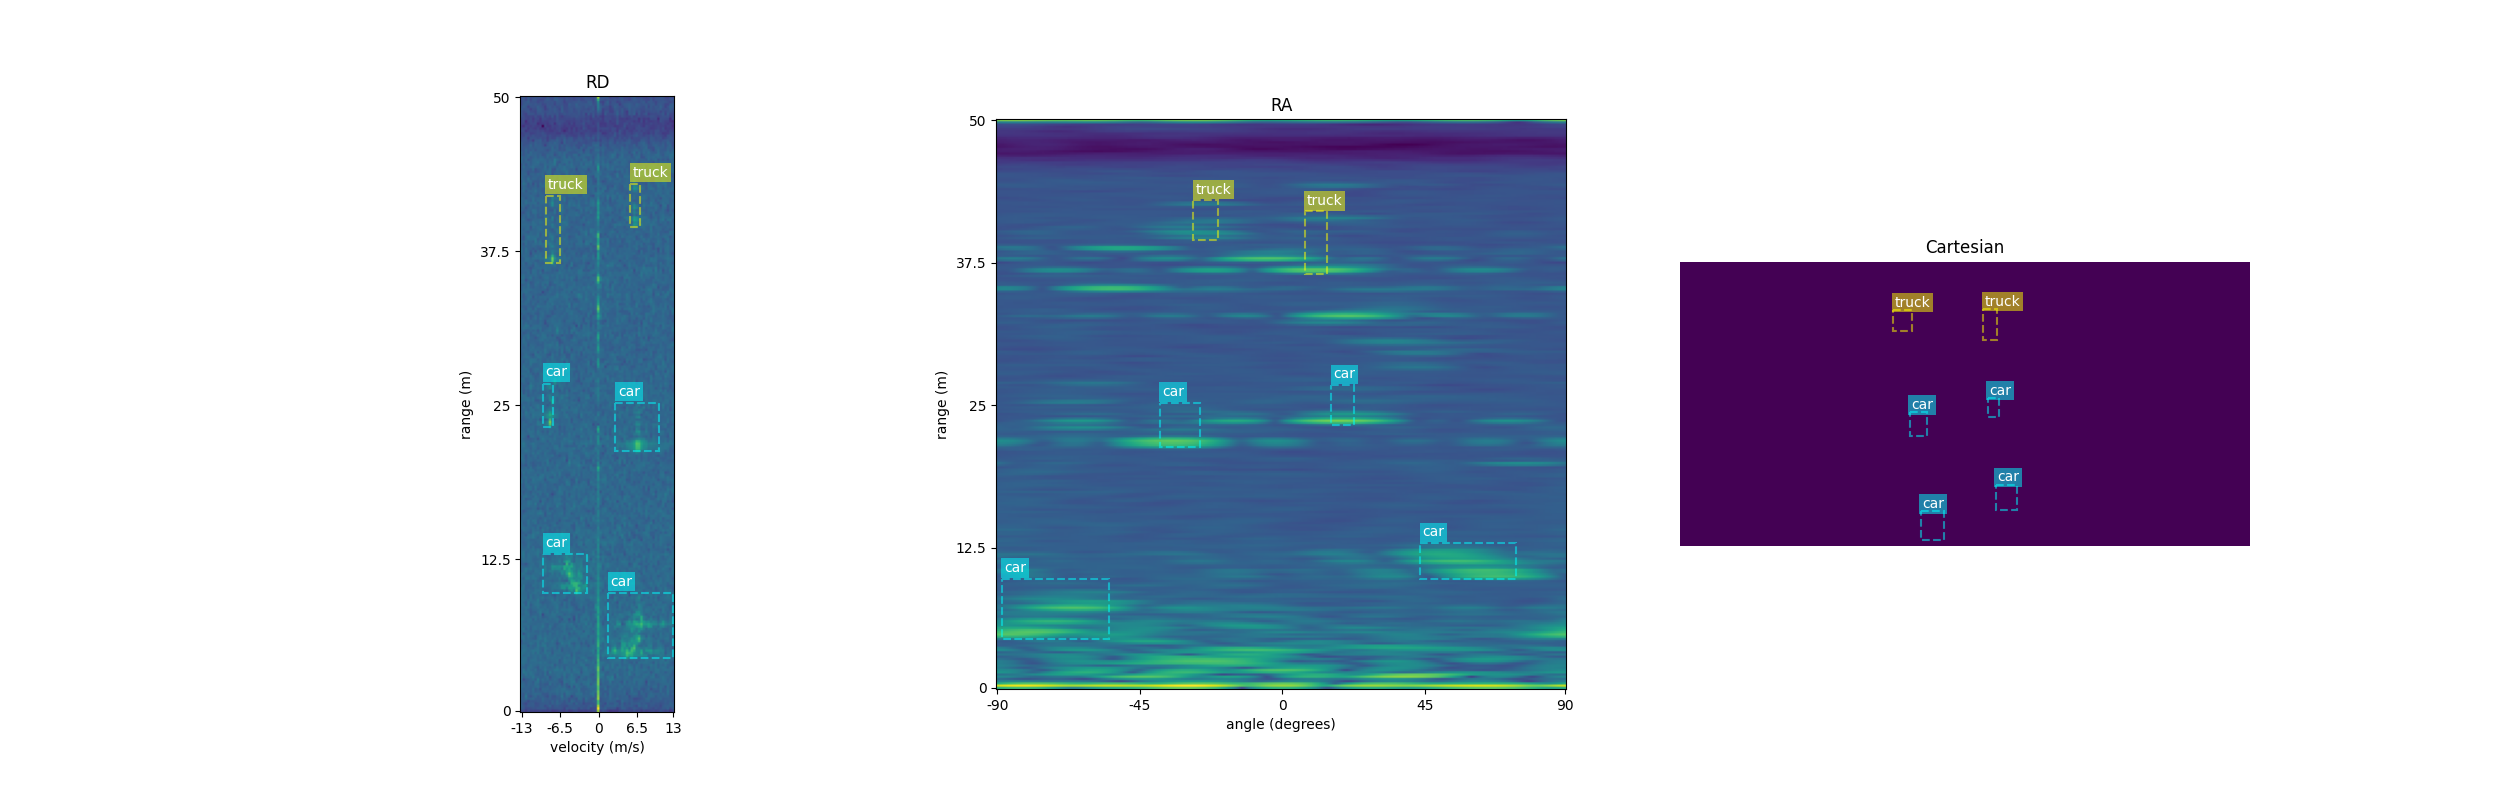 RD
50
37.5
25
12.5
0
range (m)
truck
truck
car
car
car
car
-13 -6.5 0 6.5 13
velocity (m/s)
RA
50
37.5
25
12.5
0
range (m)
truck
truck
car
car
car
car
-90 -45 0 45 90
angle (degrees)
Cartesian
truck truck
car
car
car
car